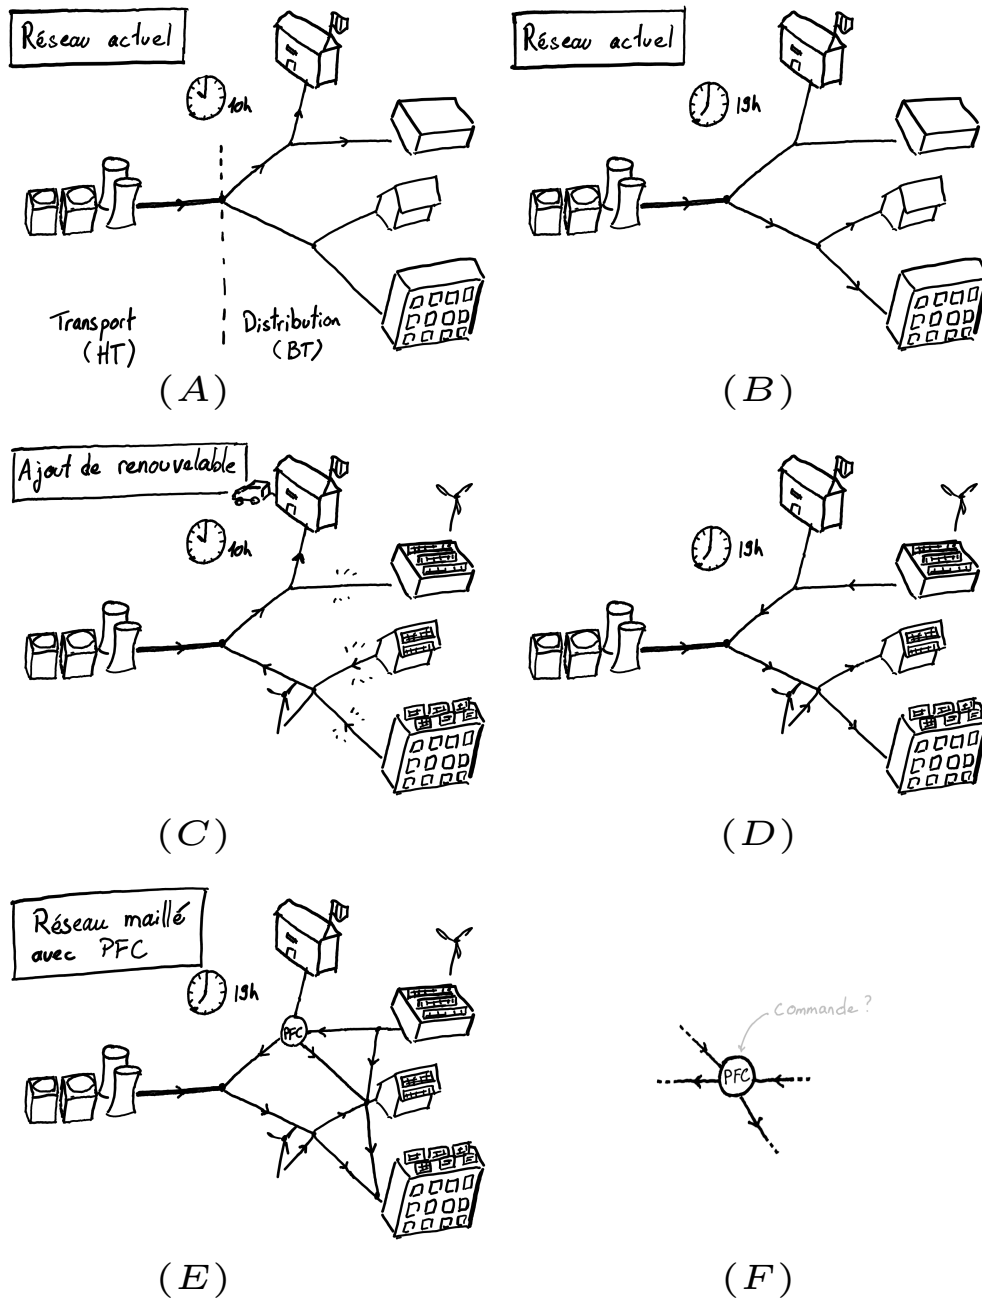 Réseau actuel
10h
Transport
(HT)
Distribution
(BT)
(A)
Réseau actuel
19h
(B)
Ajout de renouvelable
10h
(C)
19h
(D)
Réseau maillé
avec PFC
19h
PFC
(E)
Commande ?
PFC
(F)